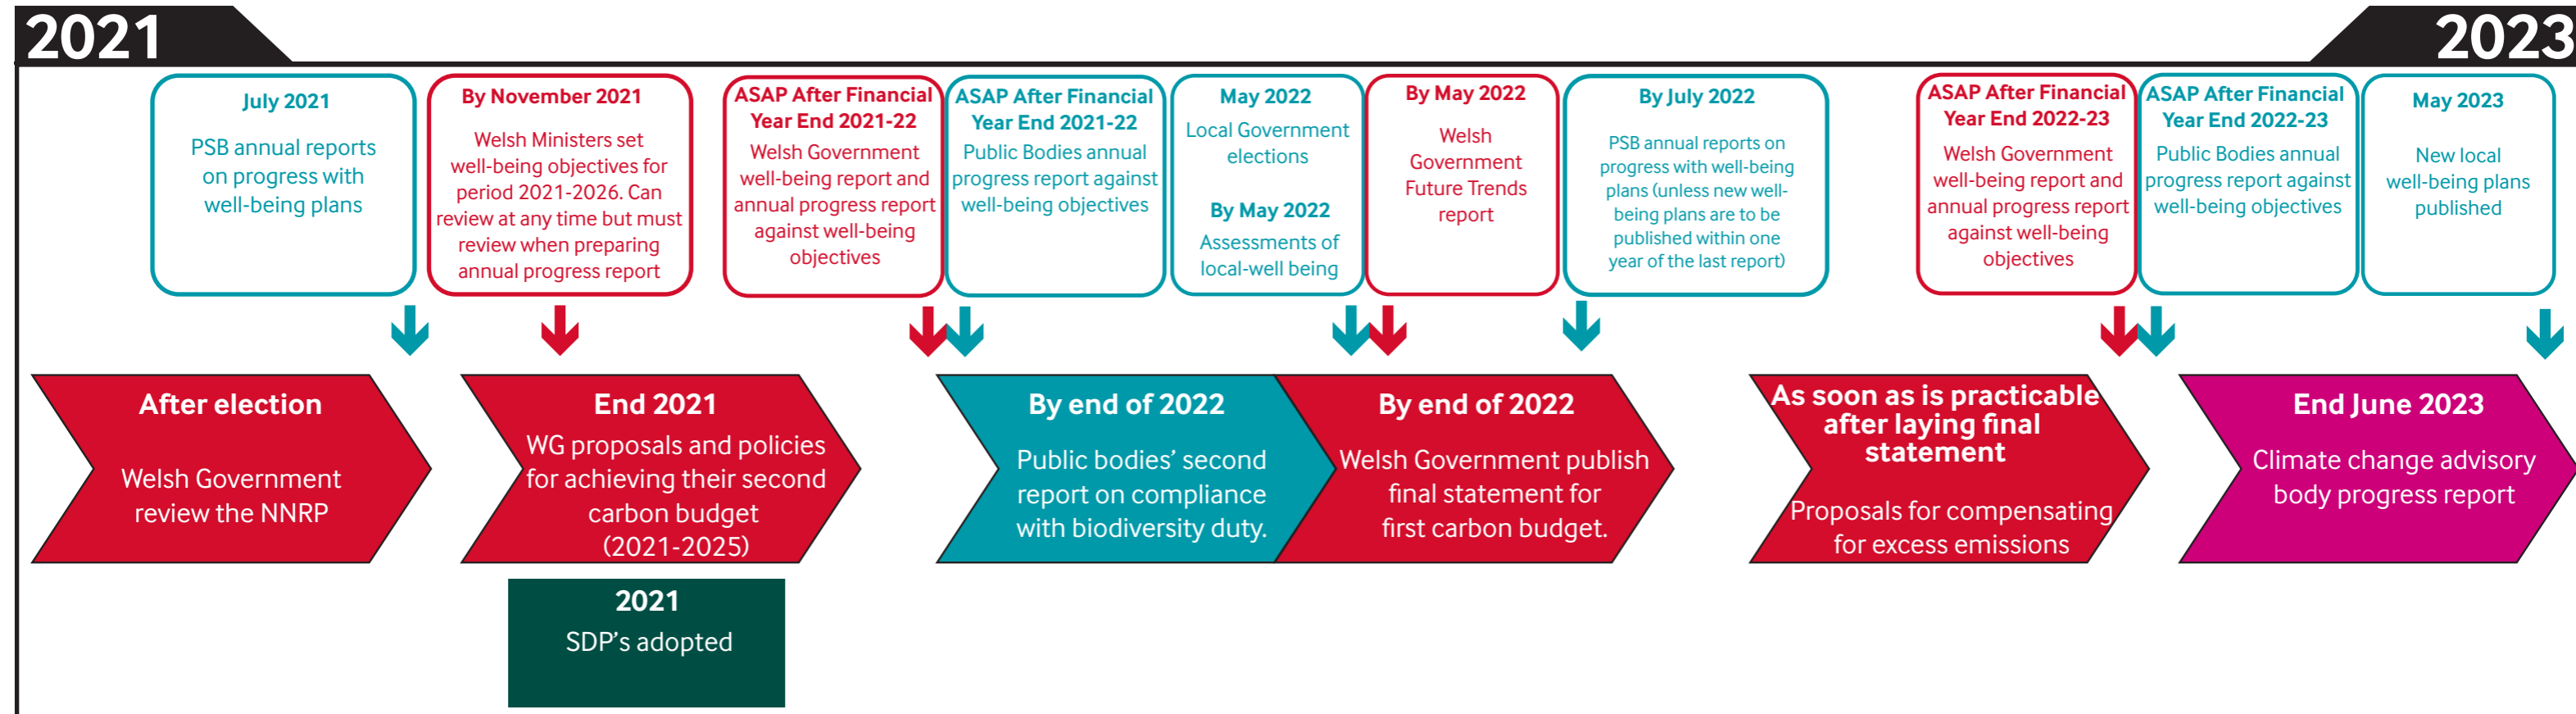 2021
2023
July 2021
PSB annual reports
on progress with
well-being plans
By November 2021
Welsh Ministers set
well-being objectives for
period 2021-2026. Can
review at any time but must
review when preparing
annual progress report
ASAP After Financial
Year End 2021-22
Welsh Government
well-being report and
annual progress report
against well-being
objectives
ASAP After Financial
Year End 2021-22
Public Bodies annual
progress report against
well-being objectives
May 2022
Local Government
elections
By May 2022
Assessments of
local-well being
By May 2022
Welsh
Government
Future Trends
report
By July 2022
PSB annual reports on
progress with well-being
plans (unless new well-
being plans are to be
published within one
year of the last report)
ASAP After Financial
Year End 2022-23
Welsh Government
well-being report and
annual progress report
against well-being
objectives
ASAP After Financial
Year End 2022-23
Public Bodies annual
progress report against
well-being objectives
May 2023
New local
well-being plans
published
After election
Welsh Government
review the NNRP
End 2021
WG proposals and policies
for achieving their second
carbon budget
(2021-2025)
By end of 2022
Public bodies’ second
report on compliance
with biodiversity duty.
By end of 2022
Welsh Government publish
final statement for
first carbon budget.
As soon as is practicable
after laying final
statement
Proposals for compensating
for excess emissions
End June 2023
Climate change advisory
body progress report
2021
SDP’s adopted